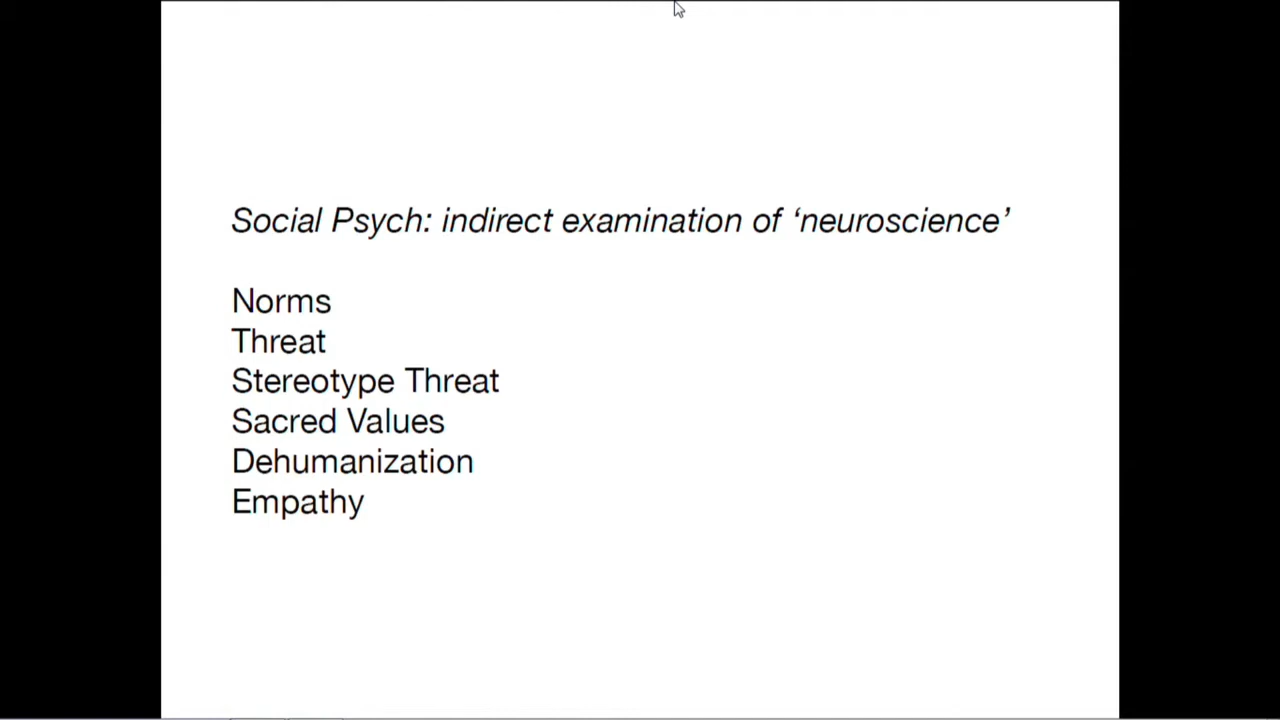 Social Psych: indirect examination of ‘neuroscience’
Norms
Threat
Stereotype Threat
Sacred Values
Dehumanization
Empathy